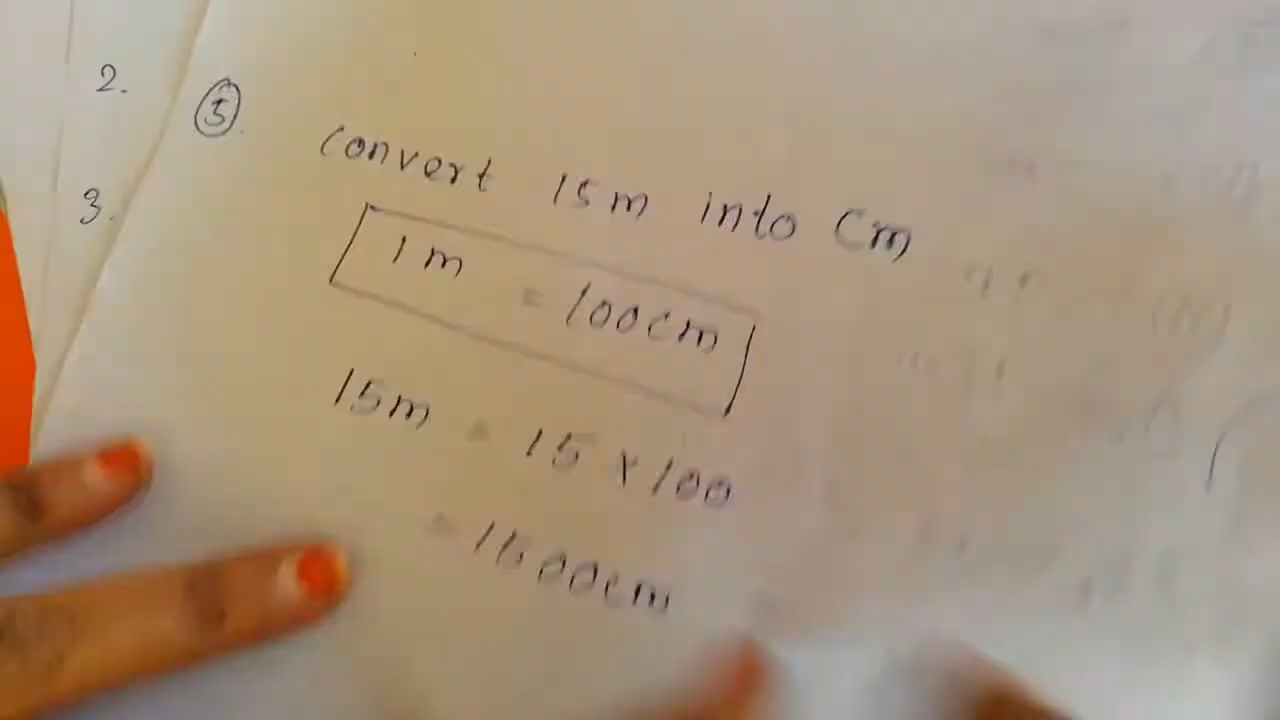 2.
3.
5.
Convert 15m into Cm
1m = 100cm
15m = 15 x 100
= 1500cm